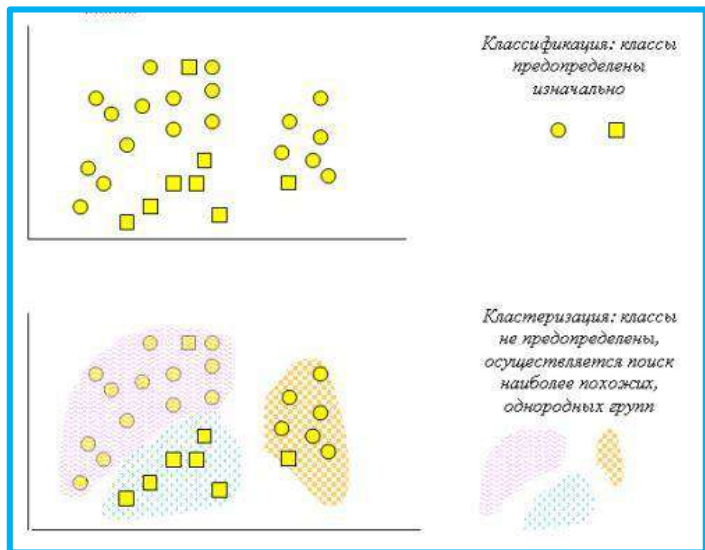 Классификация: классы
предопределены
изначально
Кластеризация: классы
не предопределены,
осуществляется поиск
наиболее похожих,
однородных групп